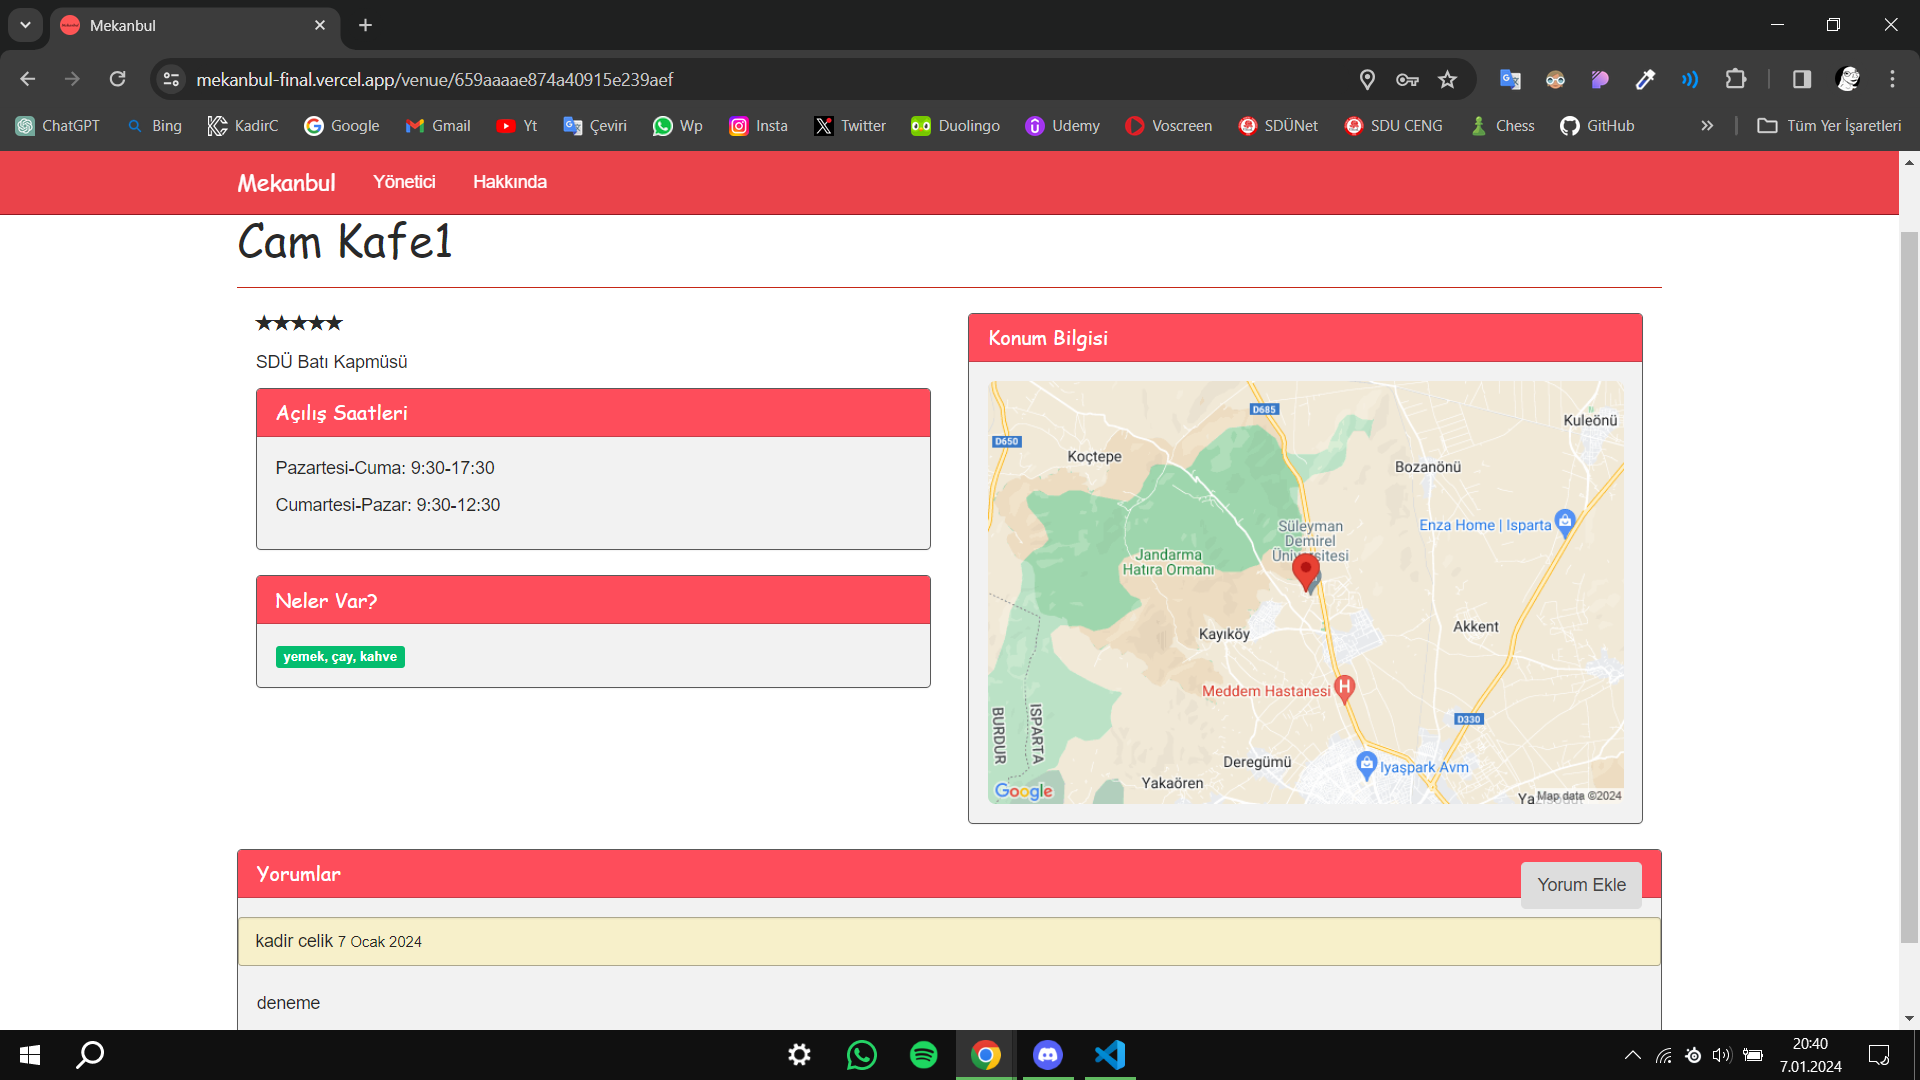 Mekanbul
mekanbul-final.vercel.app/venue/659aaaae874a40915e239aef
ChatGPT Bing KadirC Google Gmail Yt Çeviri Wp Insta Twitter Duolingo Udemy Voscreen SDÜNet SDU CENG Chess GitHub Tüm Yer İşaretleri
Mekanbul Yönetici Hakkında
Cam Kafe1
SDÜ Batı Kapmüsü
Açılış Saatleri
Pazartesi-Cuma: 9:30-17:30
Cumartesi-Pazar: 9:30-12:30
Neler Var?
yemek, çay, kahve
Konum Bilgisi
D685
Kuleönü
D650
Koçtepe
Bozanönü
Süleyman
Demirel
Üniversitesi
Enza Home | Isparta
Jandarma
Hatıra Ormanı
Kayıköy
Akkent
Meddem Hastanesi H
D330
BURDUR
ISPARTA
Deregümü
Iyaşpark Avm
Yakaören
Google
Map data ©2024
Yorumlar
Yorum Ekle
kadir celik 7 Ocak 2024
deneme
20:40
7.01.2024